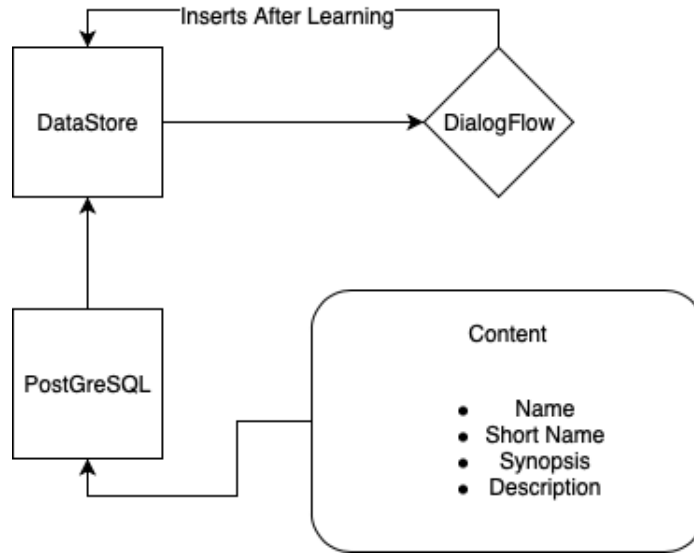 Inserts After Learning
DataStore
DialogFlow
PostGreSQL
Content
Name
Short Name
Synopsis
Description